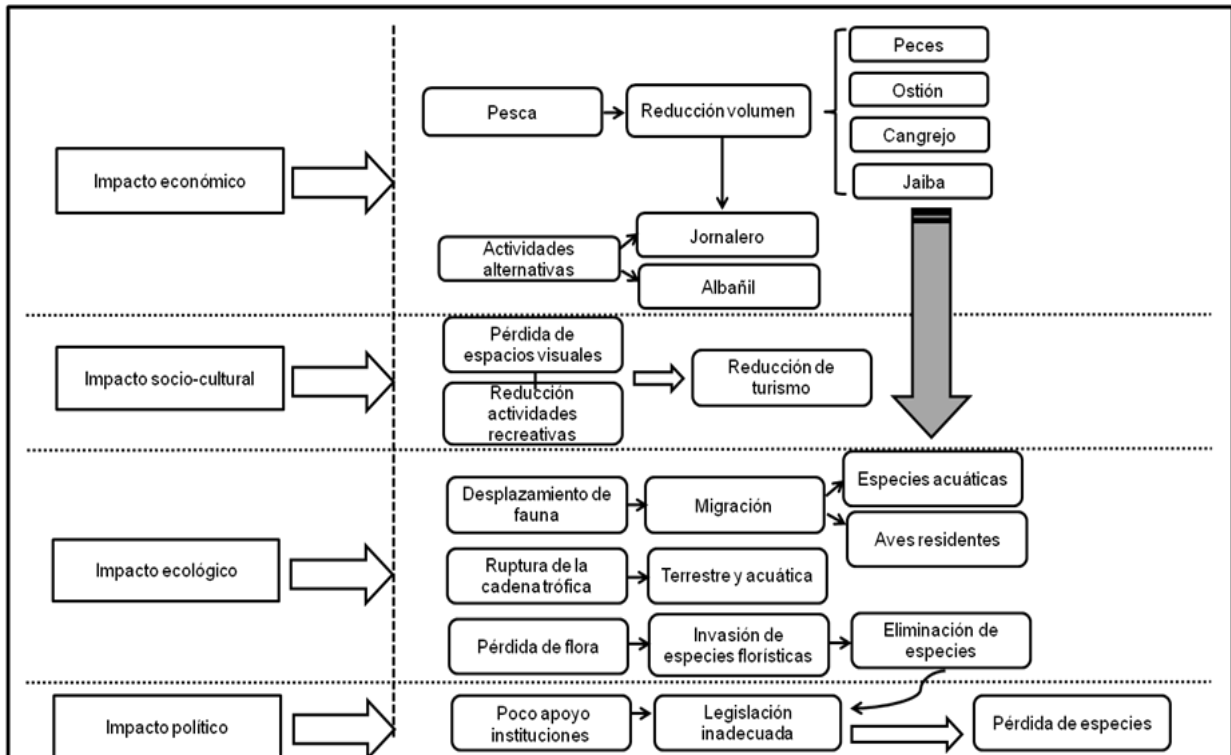 Impacto económico
Pesca
Reducción volumen
Peces
Ostión
Cangrejo
Jaiba
Actividades
alternativas
Jornalero
Albañil
Impacto socio-cultural
Pérdida de
espacios visuales
Reducción
actividades
recreativas
Reducción de
turismo
Impacto ecológico
Desplazamiento de
fauna
Migración
Especies acuáticas
Aves residentes
Ruptura de la
cadena trófica
Terrestre y acuática
Pérdida de flora
Invasión de
especies florísticas
Eliminación de
especies
Impacto político
Poco apoyo
instituciones
Legislación
inadecuada
Pérdida de especies